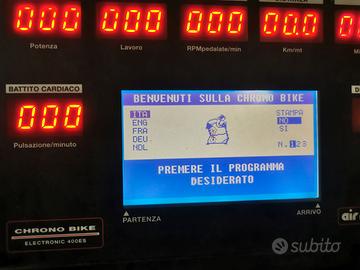 000 000 000 00.0
Potenza Lavoro RPMpedalate/min Km/mt
BATTITO CARDIACO
000
Pulsazione/minuto
BENVENUTI SULLA CHRONO BIKE
ITA STAMPA
ENG NO
FRA SI
DEU
NDL N.123
PREMERE IL PROGRAMMA
DESIDERATO
PARTENZA ARRIVO
CHRONO BIKE
ELECTRONIC 400ES
air
subito